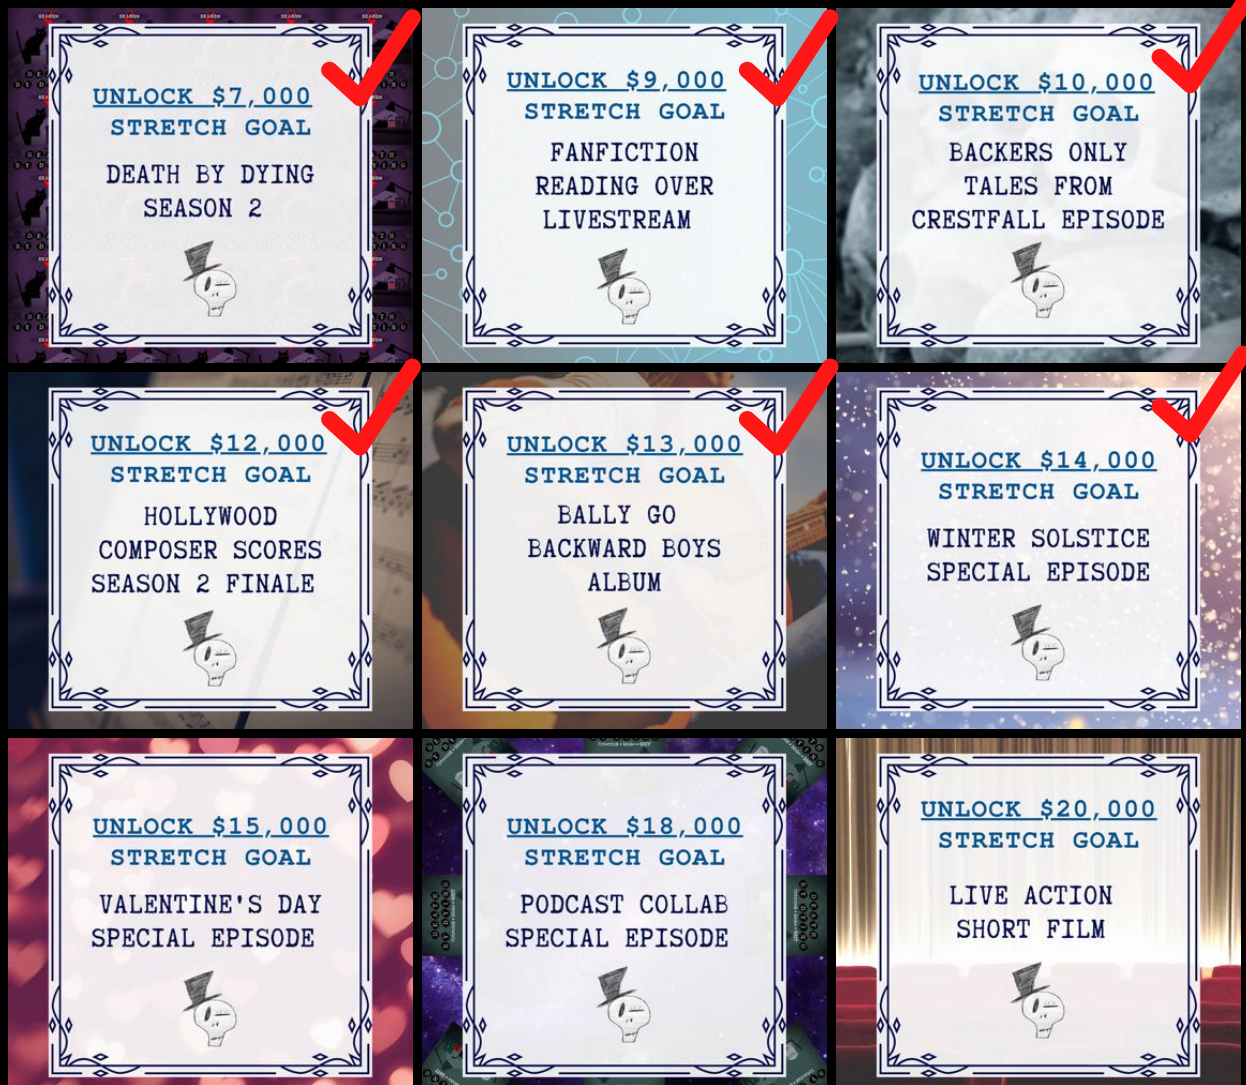 UNLOCK $7,000
STRETCH GOAL
DEATH BY DYING
SEASON 2
UNLOCK $9,000
STRETCH GOAL
FANFICTION
READING OVER
LIVESTREAM
UNLOCK $10,000
STRETCH GOAL
BACKERS ONLY
TALES FROM
CRESTFALL EPISODE
UNLOCK $12,000
STRETCH GOAL
HOLLYWOOD
COMPOSER SCORES
SEASON 2 FINALE
UNLOCK $13,000
STRETCH GOAL
BALLY GO
BACKWARD BOYS
ALBUM
UNLOCK $14,000
STRETCH GOAL
WINTER SOLSTICE
SPECIAL EPISODE
UNLOCK $15,000
STRETCH GOAL
VALENTINE'S DAY
SPECIAL EPISODE
UNLOCK $18,000
STRETCH GOAL
PODCAST COLLAB
SPECIAL EPISODE
UNLOCK $20,000
STRETCH GOAL
LIVE ACTION
SHORT FILM